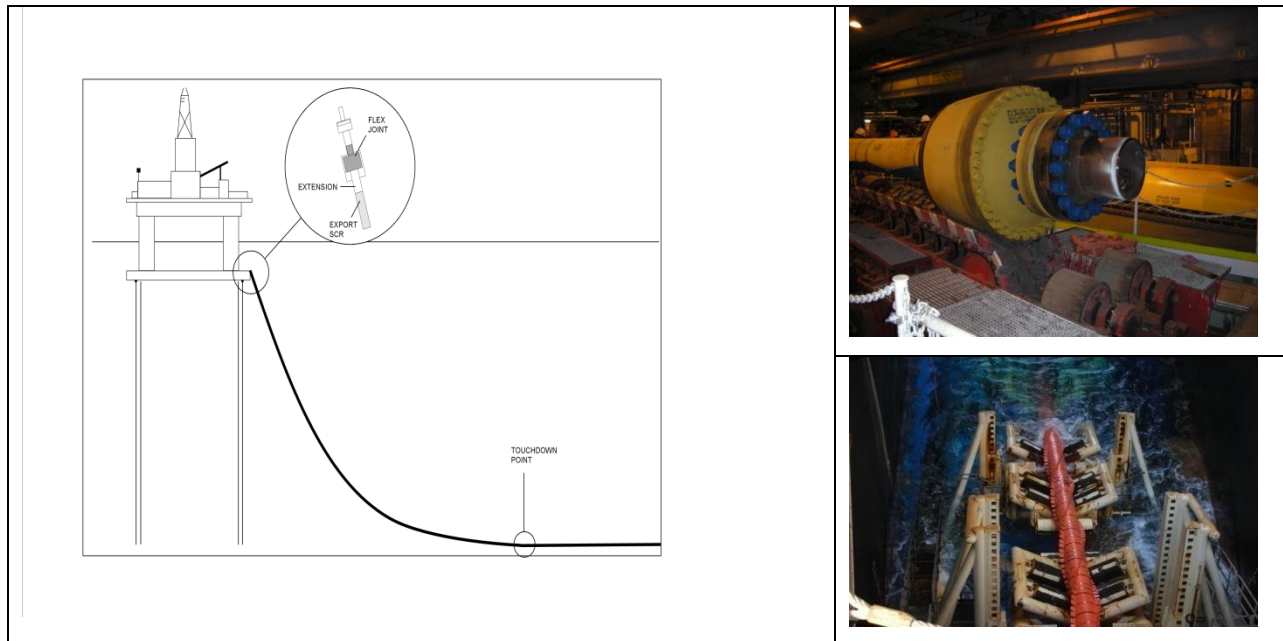 FLEX
JOINT
EXTENSION
EXPORT
SCR
TOUCHDOWN
POINT